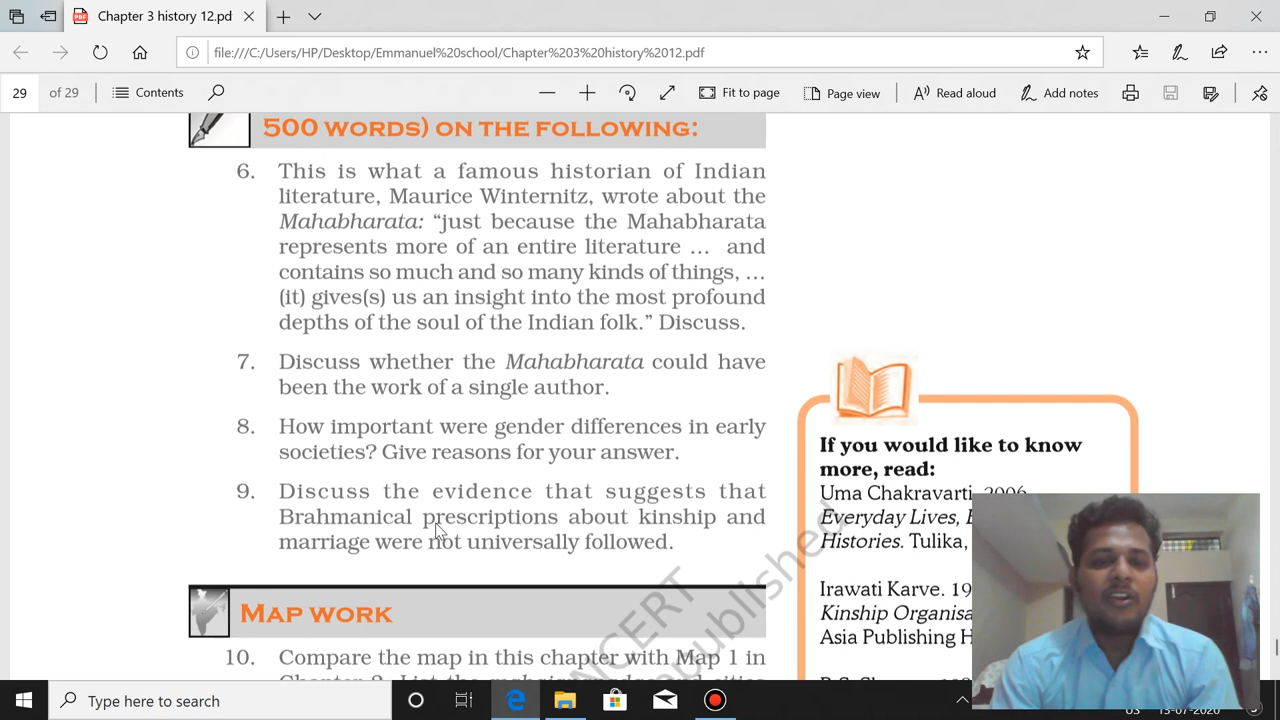 Chapter 3 history 12.pdf
file:///C:/Users/HP/Desktop/Emmanuel%20school/Chapter%203%20history%2012.pdf
29 of 29 Contents Fit to page Page view Read aloud Add notes
500 WORDS) ON THE FOLLOWING:
6. This is what a famous historian of Indian
literature, Maurice Winternitz, wrote about the
Mahabharata: “just because the Mahabharata
represents more of an entire literature … and
contains so much and so many kinds of things, …
(it) gives(s) us an insight into the most profound
depths of the soul of the Indian folk.” Discuss.
7. Discuss whether the Mahabharata could have
been the work of a single author.
8. How important were gender differences in early
societies? Give reasons for your answer.
9. Discuss the evidence that suggests that
Brahmanical prescriptions about kinship and
marriage were not universally followed.
MAP WORK
10. Compare the map in this chapter with Map 1 in
If you would like to know
more, read:
Uma Chakravarti, 2006
Everyday Lives,
Histories. Tulika,
Irawati Karve.
Kinship
Asia Publishing
NCERT
republished
Type here to search
13-07-2020